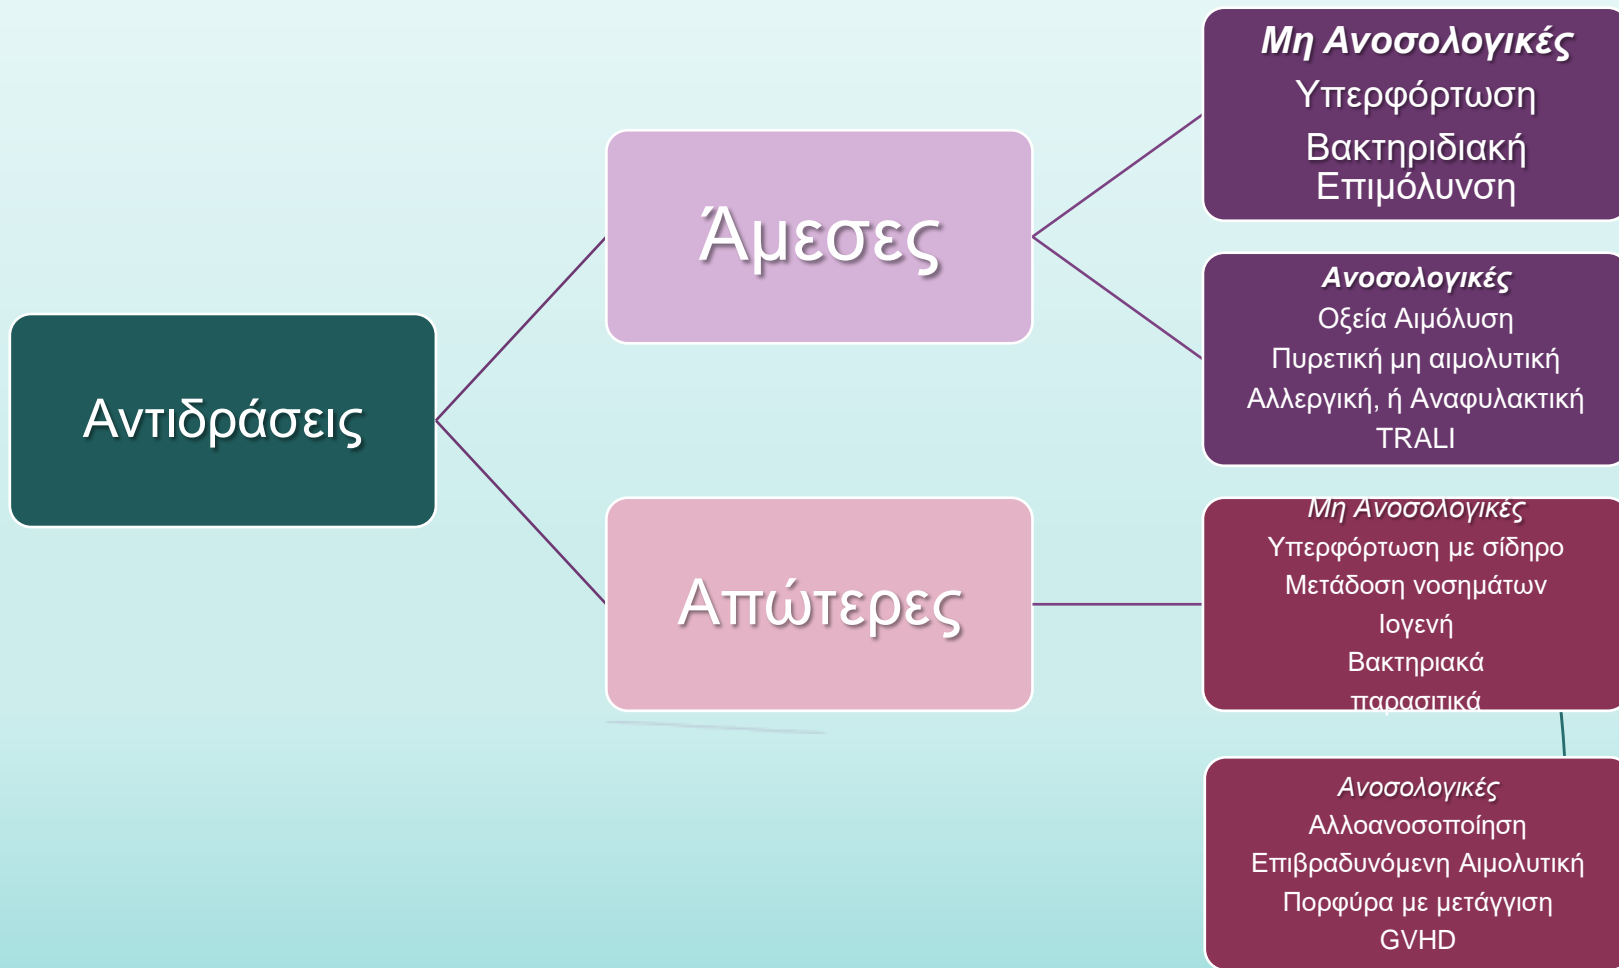 Αντιδράσεις
Άμεσες
Μη Ανοσολογικές
Υπερφόρτωση
Βακτηριδιακή
Επιμόλυνση
Ανοσολογικές
Οξεία Αιμόλυση
Πυρετική μη αιμολυτική
Αλλεργική, ή Αναφυλακτική
TRALI
Απώτερες
Μη Ανοσολογικές
Υπερφόρτωση με σίδηρο
Μετάδοση νοσημάτων
Ιογενή
Βακτηριακά
παρασιτικά
Ανοσολογικές
Αλλοανοσοποίηση
Επιβραδυνόμενη Αιμολυτική
Πορφύρα με μετάγγιση
GVHD